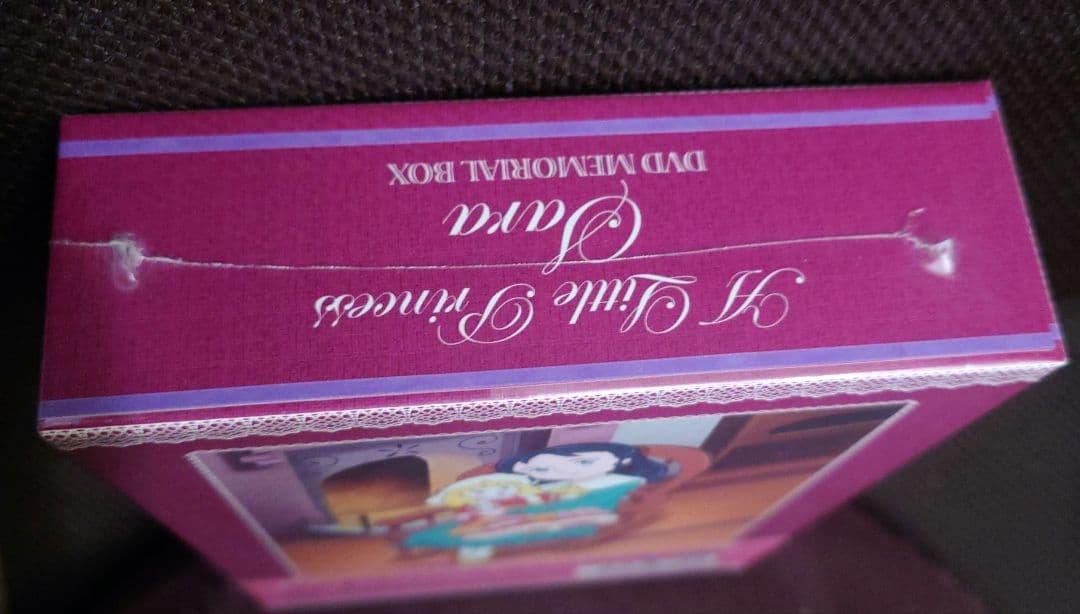 A Little Princess
Sara
DVD MEMORIAL BOX